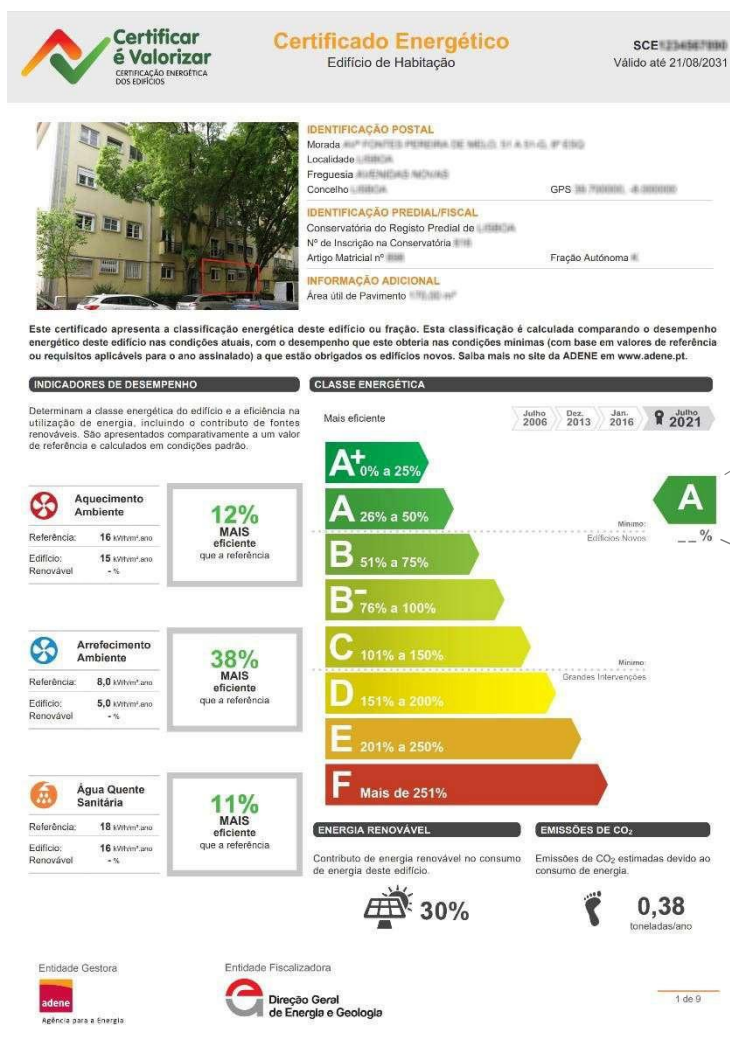 Certificar
é Valorizar
CERTIFICAÇÃO ENERGÉTICA
DOS EDIFÍCIOS
Certificado Energético
Edifício de Habitação
SCE
Válido até 21/08/2031
IDENTIFICAÇÃO POSTAL
Morada
Localidade
Freguesia
Concelho
GPS
IDENTIFICAÇÃO PREDIAL/FISCAL
Conservatória do Registo Predial de
Nº de Inscrição na Conservatória
Artigo Matricial nº
Fração Autónoma
INFORMAÇÃO ADICIONAL
Área útil de Pavimento
Este certificado apresenta a classificação energética deste edifício ou fração. Esta classificação é calculada comparando o desempenho
energético deste edifício nas condições atuais, com o desempenho que este obteria nas condições mínimas (com base em valores de referência
ou requisitos aplicáveis para o ano assinalado) a que estão obrigados os edifícios novos. Saiba mais no site da ADENE em www.adene.pt.
INDICADORES DE DESEMPENHO
Determinam a classe energética do edifício e a eficiência na
utilização de energia, incluindo o contributo de fontes
renováveis. São apresentados comparativamente a um valor
de referência e calculados em condições padrão.
Aquecimento
Ambiente
Referência: 16 kWh/m².ano
Edifício: 15 kWh/m².ano
Renovável - %
12%
MAIS
eficiente
que a referência
Arrefecimento
Ambiente
Referência: 8,0 kWh/m².ano
Edifício: 5,0 kWh/m².ano
Renovável - %
38%
MAIS
eficiente
que a referência
Água Quente
Sanitária
Referência: 18 kWh/m².ano
Edifício: 16 kWh/m².ano
Renovável - %
11%
MAIS
eficiente
que a referência
CLASSE ENERGÉTICA
Mais eficiente
Julho 2006
Dez. 2013
Jan. 2016
Julho 2021
A+ 0% a 25%
A 26% a 50%
B 51% a 75%
B- 76% a 100%
C 101% a 150%
D 151% a 200%
E 201% a 250%
F Mais de 251%
A
Mínimo:
Edifícios Novos
_ _ %
Mínimo:
Grandes Intervenções
ENERGIA RENOVÁVEL
Contributo de energia renovável no consumo
de energia deste edifício.
30%
EMISSÕES DE CO₂
Emissões de CO₂ estimadas devido ao
consumo de energia.
0,38
toneladas/ano
Entidade Gestora
adene
Agência para a Energia
Entidade Fiscalizadora
Direção Geral
de Energia e Geologia
1 de 9